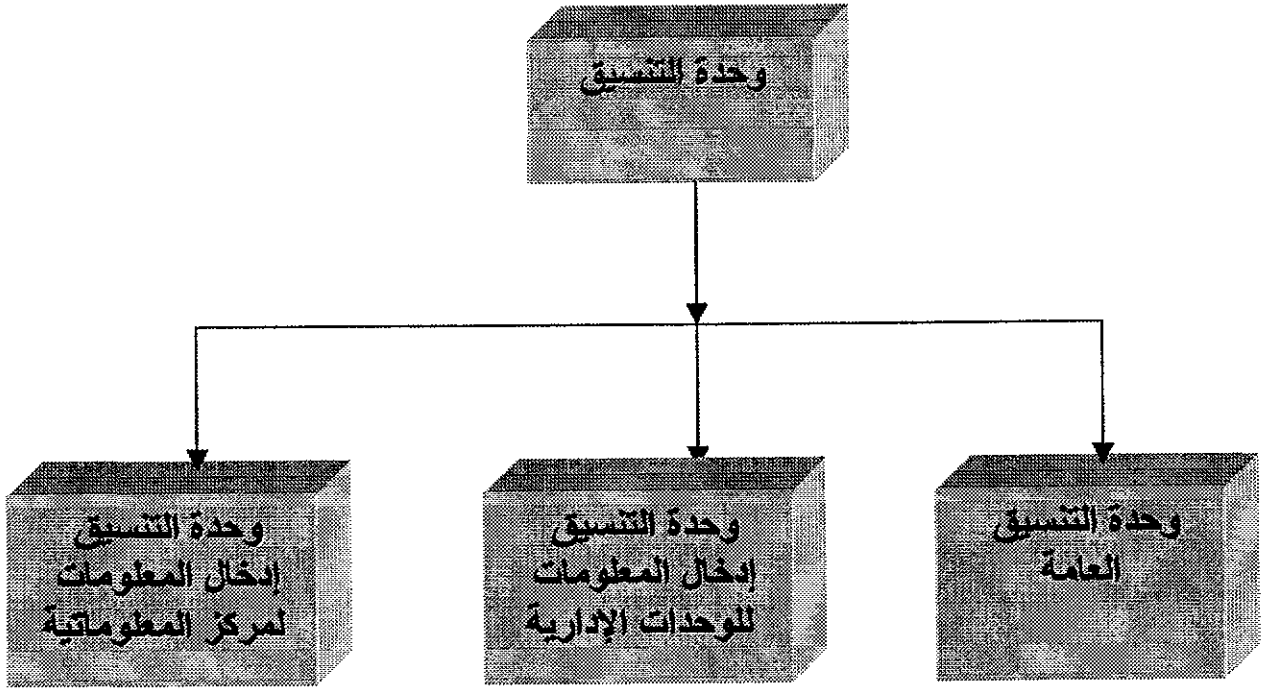 وحدة التنسيق
وحدة التنسيق
العامة
وحدة التنسيق
إدخال المعلومات
للوحدات الإدارية
وحدة التنسيق
إدخال المعلومات
لمركز المعلوماتية